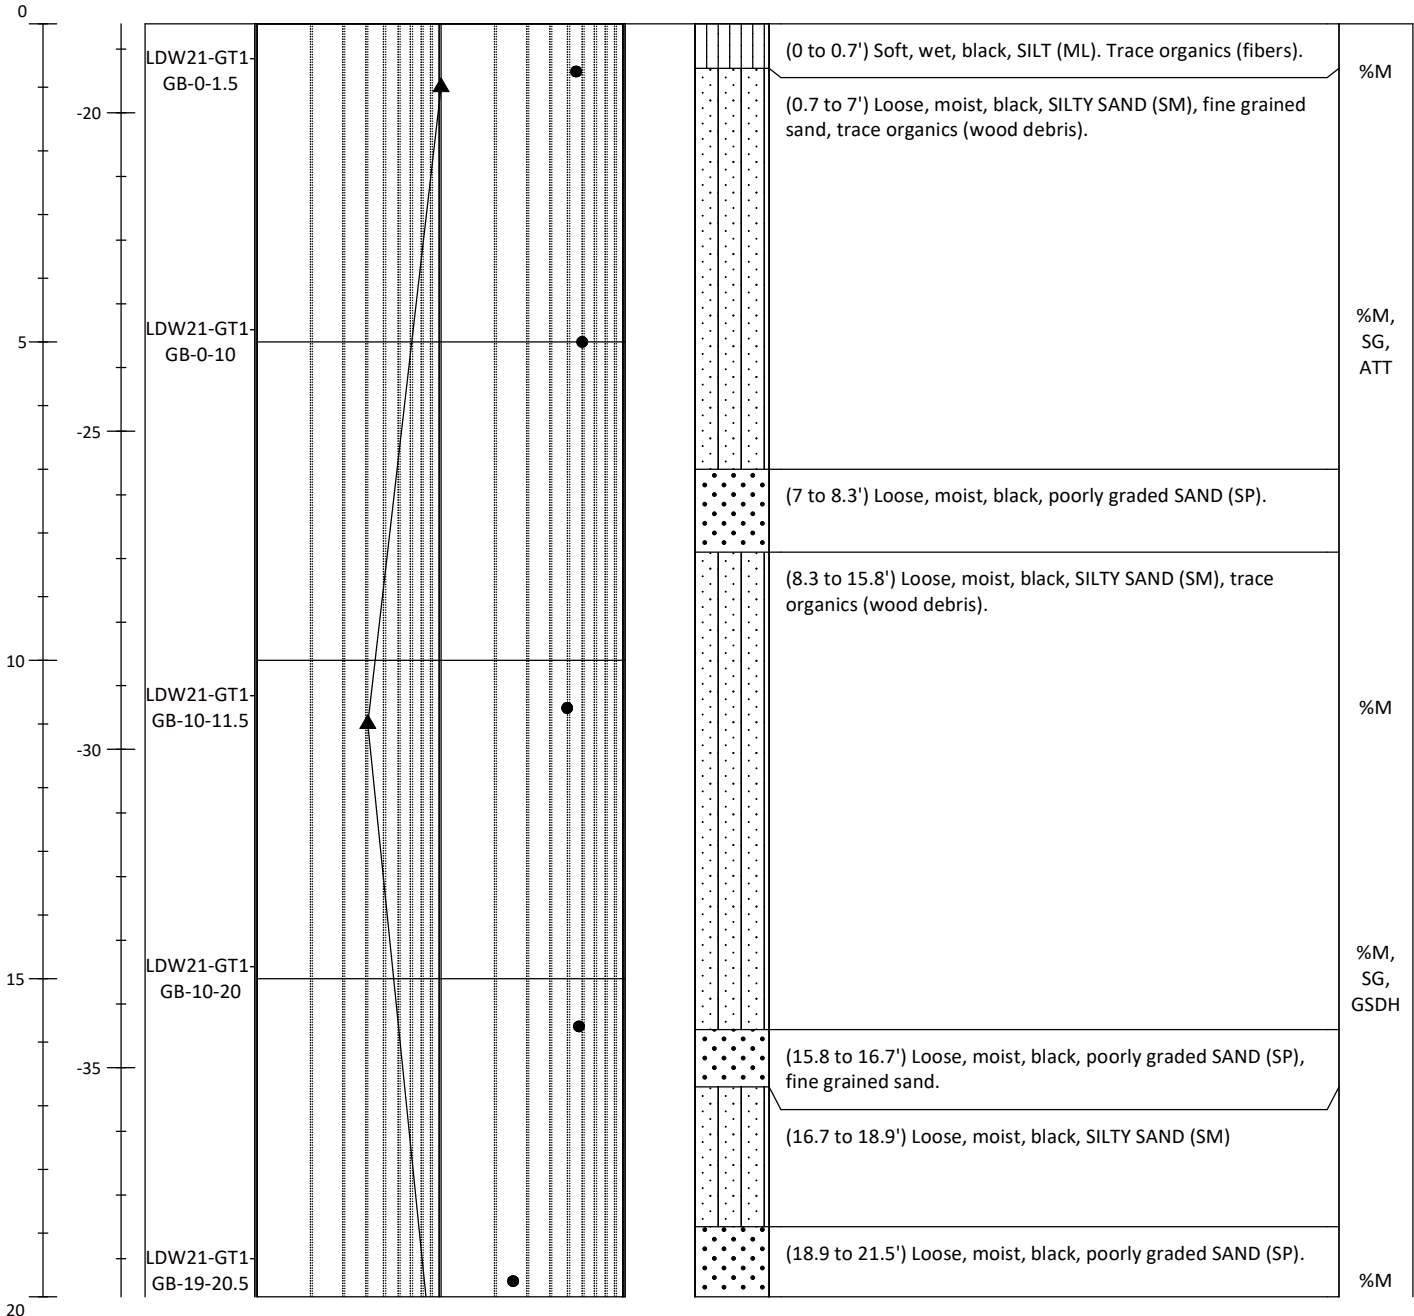 0
(0 to 0.7') Soft, wet, black, SILT (ML). Trace organics (fibers).
LDW21-GT1-
GB-0-1.5
%M
(0.7 to 7') Loose, moist, black, SILTY SAND (SM), fine grained
sand, trace organics (wood debris).
-20
LDW21-GT1-
GB-0-10
5
%M,
SG,
ATT
-25
(7 to 8.3') Loose, moist, black, poorly graded SAND (SP).
(8.3 to 15.8') Loose, moist, black, SILTY SAND (SM), trace
organics (wood debris).
10
LDW21-GT1-
GB-10-11.5
%M
-30
LDW21-GT1-
GB-10-20
15
%M,
SG,
GSDH
(15.8 to 16.7') Loose, moist, black, poorly graded SAND (SP),
fine grained sand.
-35
(16.7 to 18.9') Loose, moist, black, SILTY SAND (SM)
(18.9 to 21.5') Loose, moist, black, poorly graded SAND (SP).
LDW21-GT1-
GB-19-20.5
%M
20